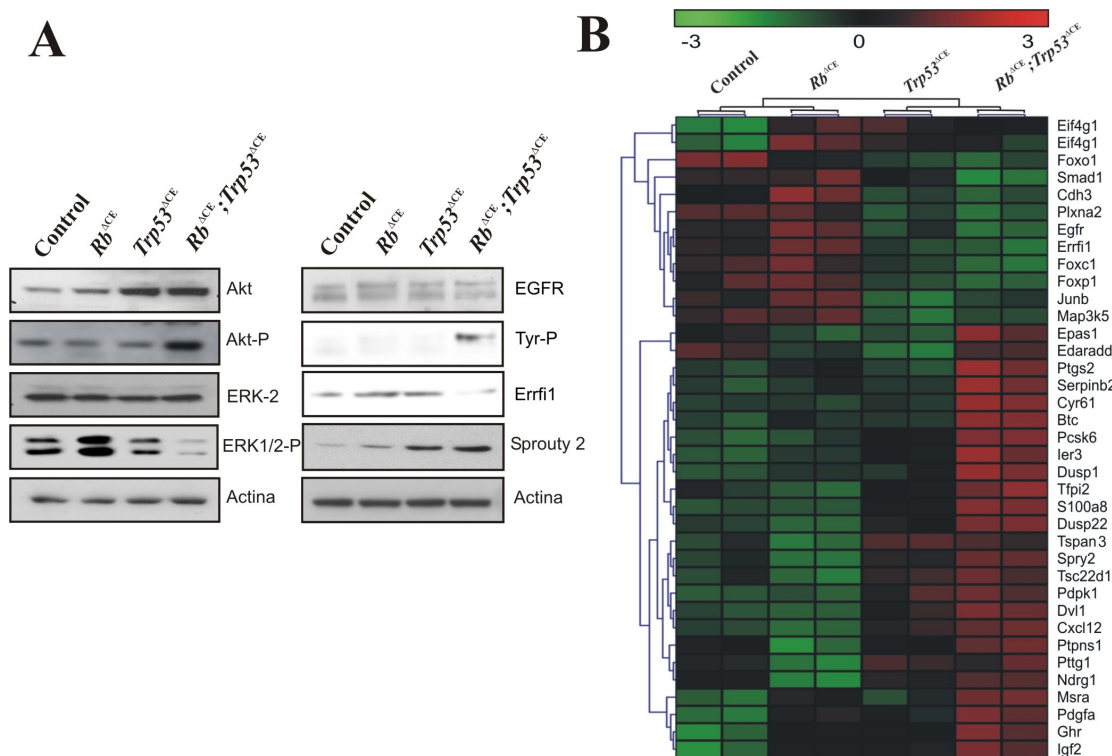 A
Control
Rb^ΔCE
Trp53^ΔCE
Rb^ΔCE;Trp53^ΔCE
Akt
Akt-P
ERK-2
ERK1/2-P
Actina
Control
Rb^ΔCE
Trp53^ΔCE
Rb^ΔCE;Trp53^ΔCE
EGFR
Tyr-P
Errfi1
Sprouty 2
Actina
B
-3 0 3
Control
Rb^ΔCE
Trp53^ΔCE
Rb^ΔCE;Trp53^ΔCE
Eif4g1
Eif4g1
Foxo1
Smad1
Cdh3
Plxna2
Egfr
Errfi1
Foxc1
Foxp1
Junb
Map3k5
Epas1
Edaradd
Ptgs2
Serpinb2
Cyr61
Btc
Pcsk6
Ier3
Dusp1
Tfpi2
S100a8
Dusp22
Tspan3
Spry2
Tsc22d1
Pdpk1
Dvl1
Cxcl12
Ptpns1
Pttg1
Ndrg1
Msra
Pdgfa
Ghr
Igf2